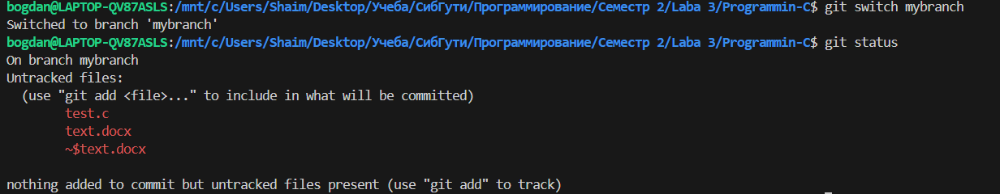 bogdan@LAPTOP-QV87ASLS:/mnt/c/Users/Shaim/Desktop/Учеба/СибГути/Программирование/Семестр 2/Laba 3/Programmin-C$ git switch mybranch
Switched to branch 'mybranch'
bogdan@LAPTOP-QV87ASLS:/mnt/c/Users/Shaim/Desktop/Учеба/СибГути/Программирование/Семестр 2/Laba 3/Programmin-C$ git status
On branch mybranch
Untracked files:
  (use "git add <file>..." to include in what will be committed)
        test.c
        text.docx
        ~$text.docx

nothing added to commit but untracked files present (use "git add" to track)